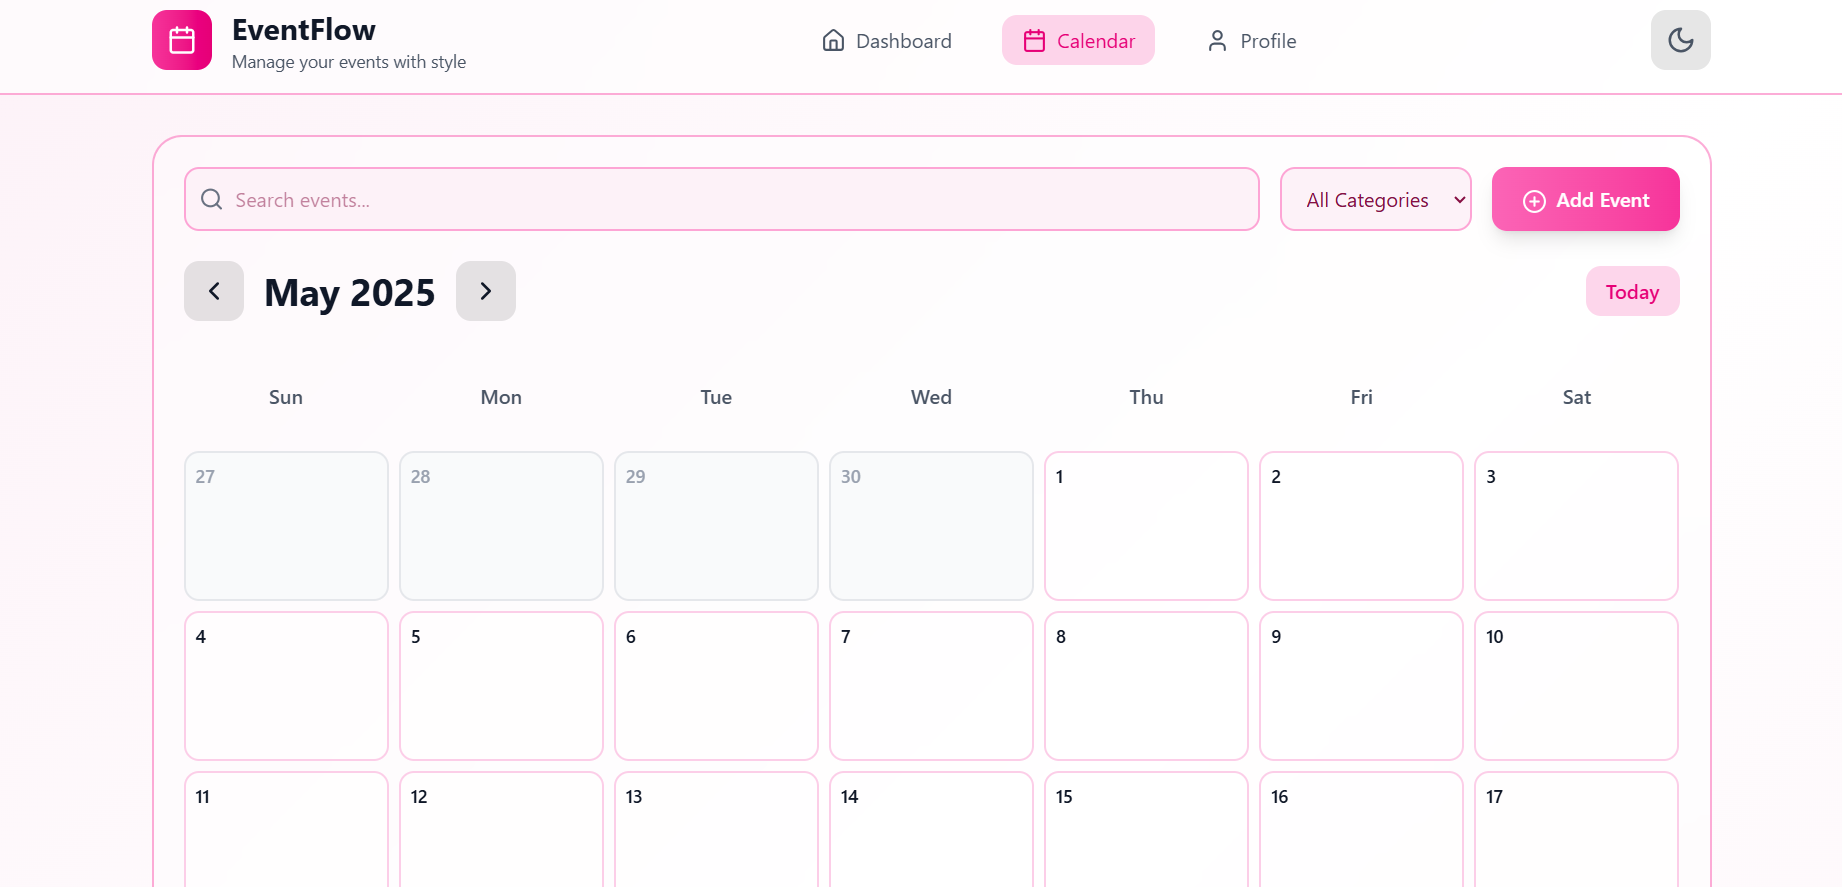 EventFlow
Manage your events with style
Dashboard
Calendar
Profile
Search events...
All Categories
Add Event
May 2025
Today
Sun Mon Tue Wed Thu Fri Sat
27 28 29 30 1 2 3
4 5 6 7 8 9 10
11 12 13 14 15 16 17